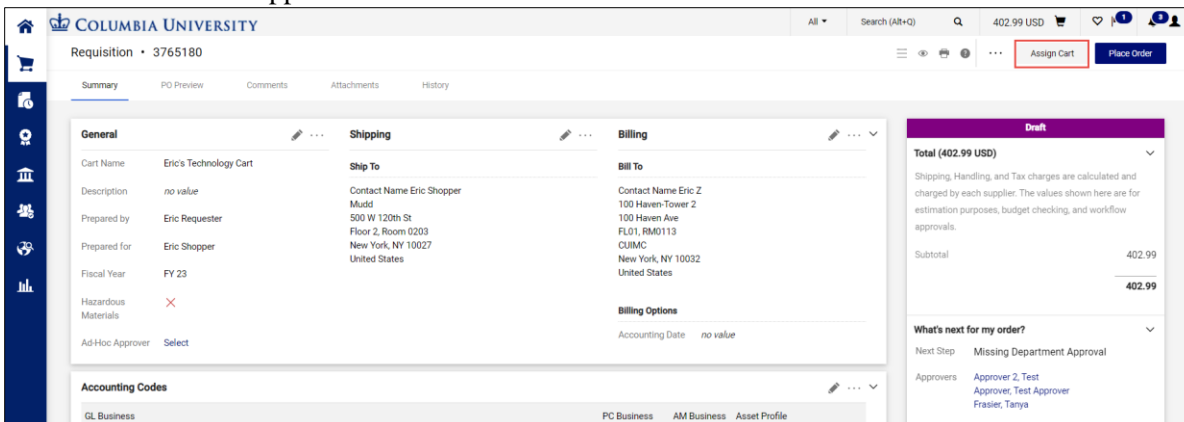 COLUMBIA UNIVERSITY
All
Search (Alt+Q)
402.99 USD
1
3
Requisition • 3765180
...
Assign Cart
Place Order
Summary
PO Preview
Comments
Attachments
History
General
...
Cart Name Eric's Technology Cart
Description no value
Prepared by Eric Requester
Prepared for Eric Shopper
Fiscal Year FY 23
Hazardous
Materials
Ad-Hoc Approver Select
Shipping
...
Ship To
Contact Name Eric Shopper
Mudd
500 W 120th St
Floor 2, Room 0203
New York, NY 10027
United States
Billing
...
Bill To
Contact Name Eric Z
100 Haven-Tower 2
100 Haven Ave
FL01, RM0113
CUIMC
New York, NY 10032
United States
Billing Options
Accounting Date no value
Draft
Total (402.99 USD)
Shipping, Handling, and Tax charges are calculated and
charged by each supplier. The values shown here are for
estimation purposes, budget checking, and workflow
approvals.
Subtotal 402.99
402.99
What's next for my order?
Next Step Missing Department Approval
Approvers Approver 2, Test
Approver, Test Approver
Frasier, Tanya
Accounting Codes
...
GL Business PC Business AM Business Asset Profile